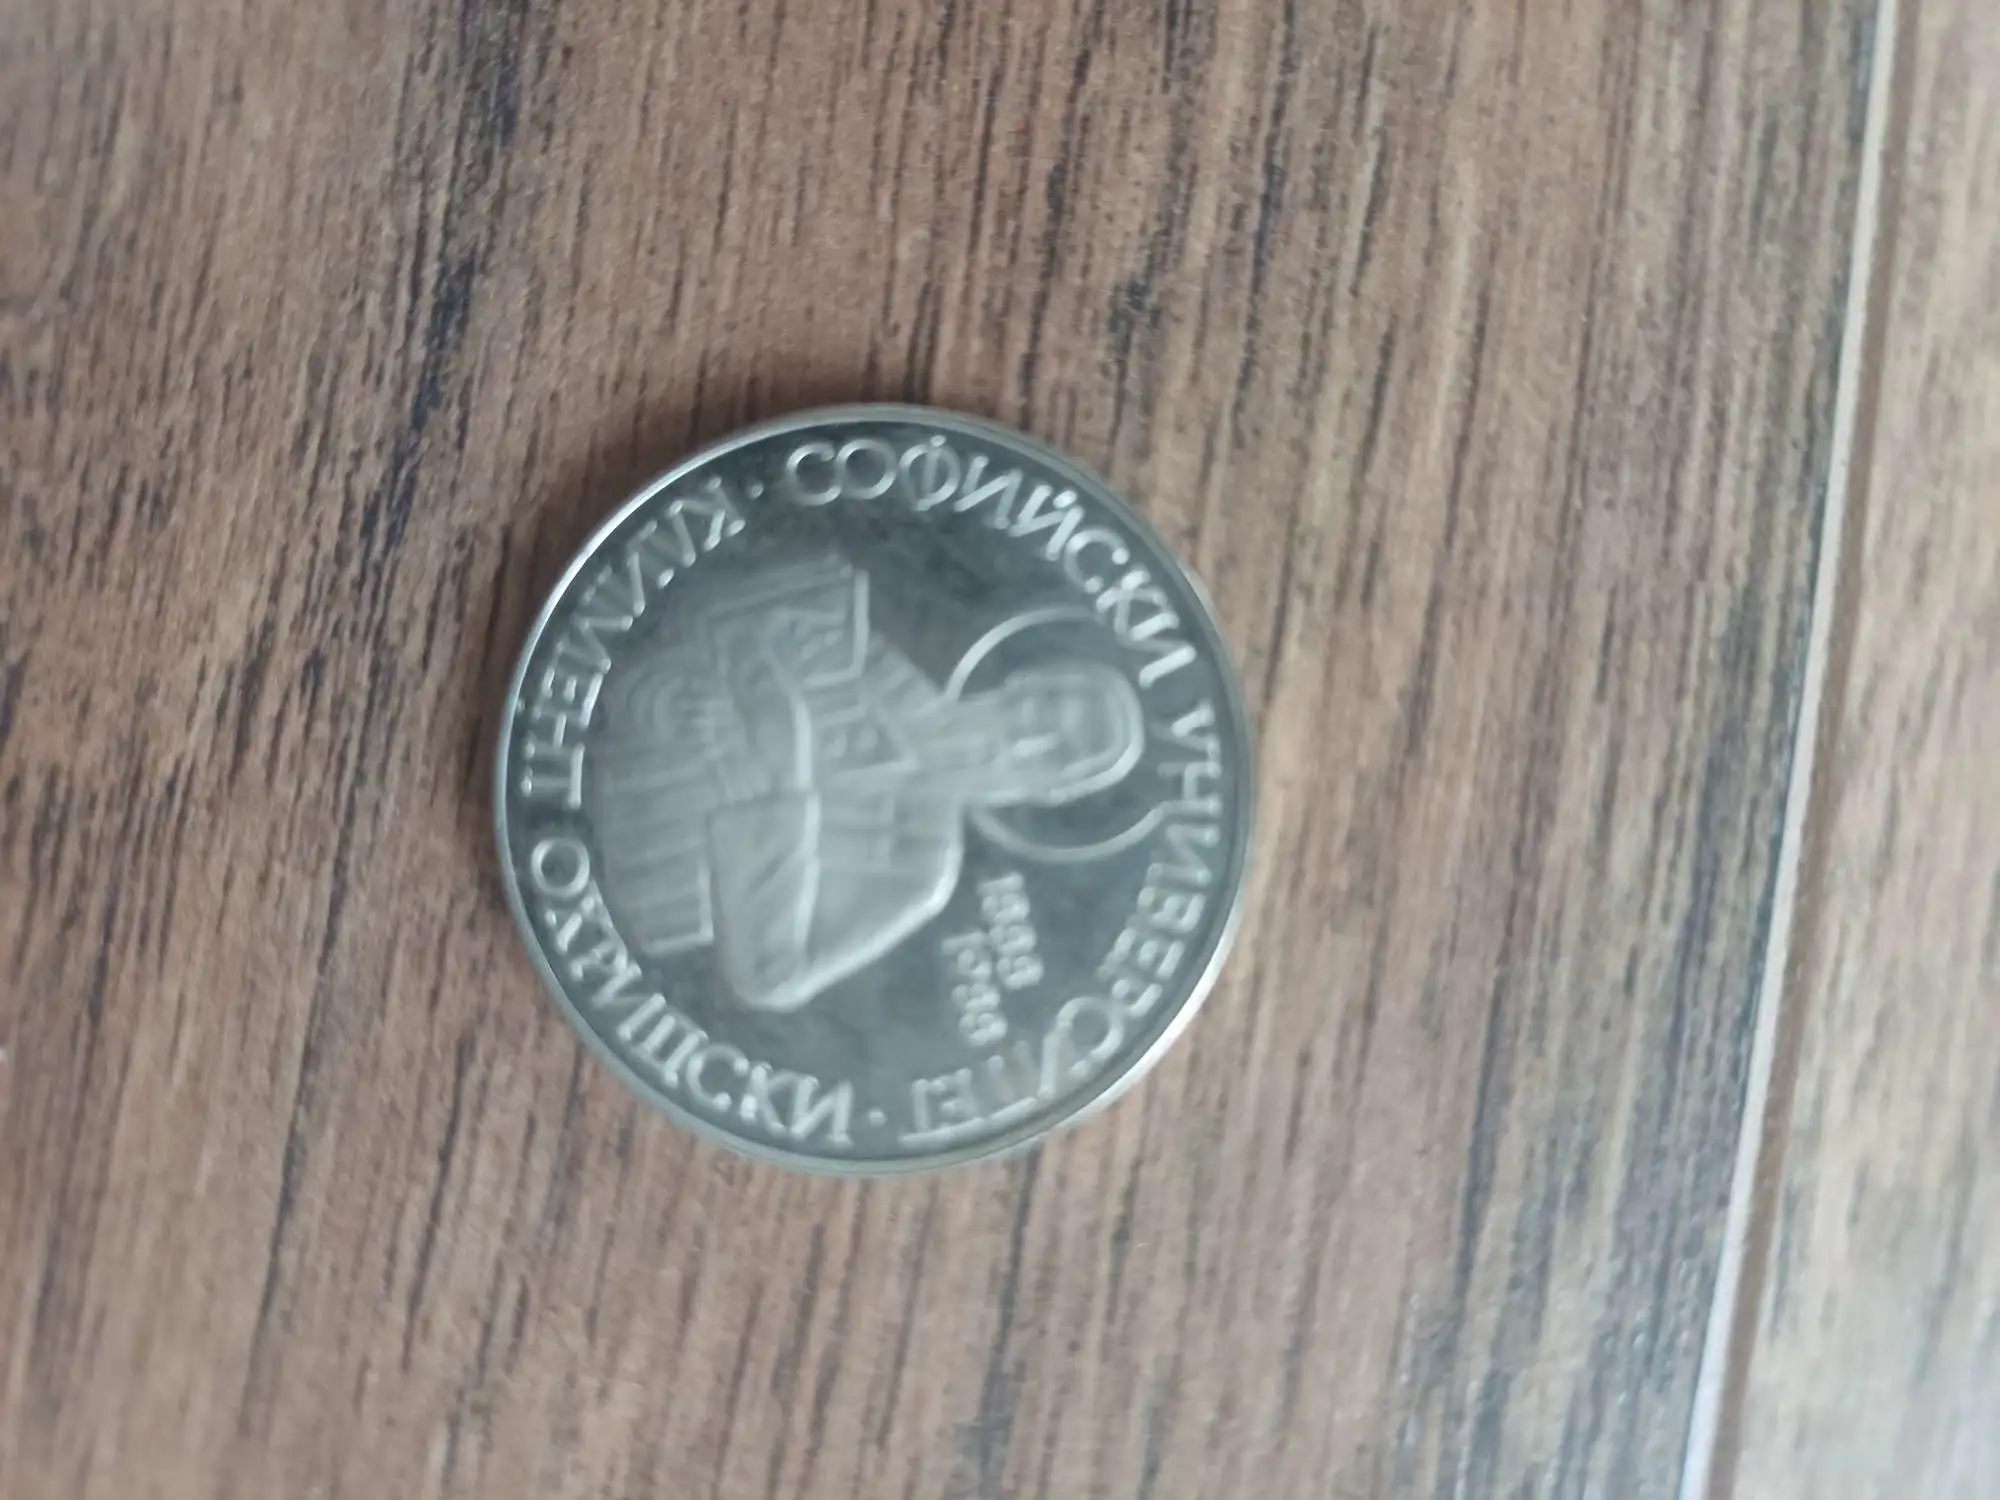 СОФИЙСКИ УНИВЕРСИТЕТ · КЛИМЕНТ ОХРИДСКИ ·
1888
1988